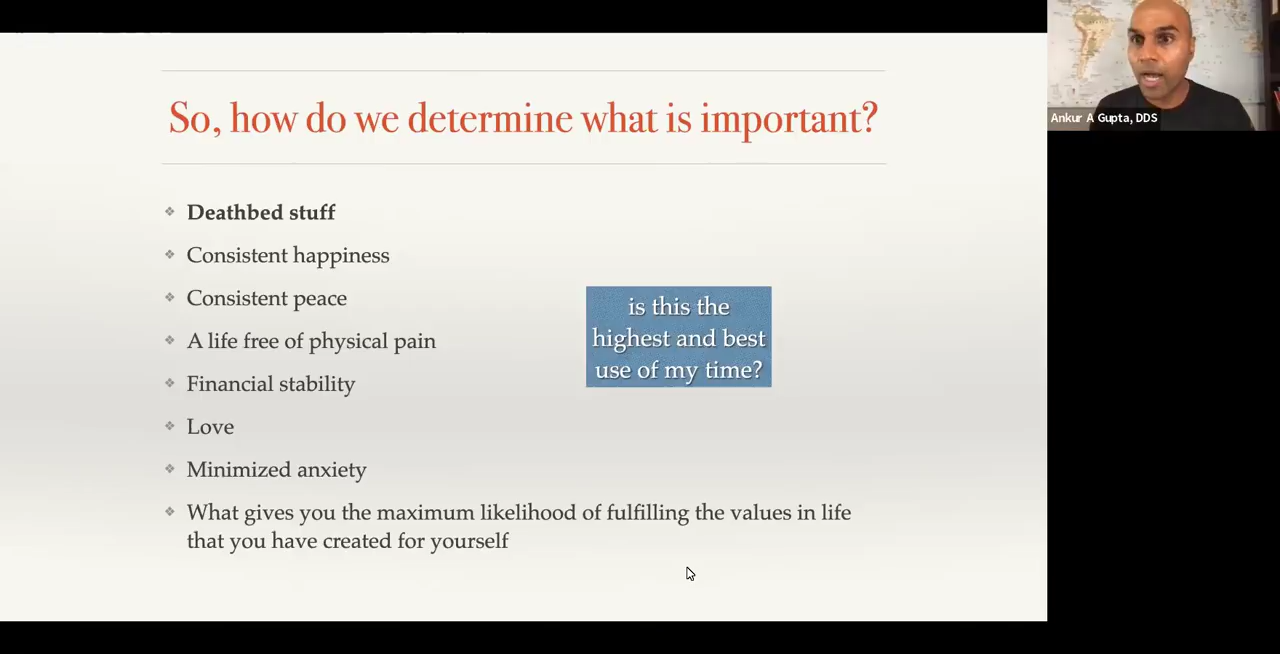 So, how do we determine what is important?
Deathbed stuff
Consistent happiness
Consistent peace
A life free of physical pain
Financial stability
Love
Minimized anxiety
What gives you the maximum likelihood of fulfilling the values in life
that you have created for yourself
is this the
highest and best
use of my time?
Ankur A Gupta, DDS